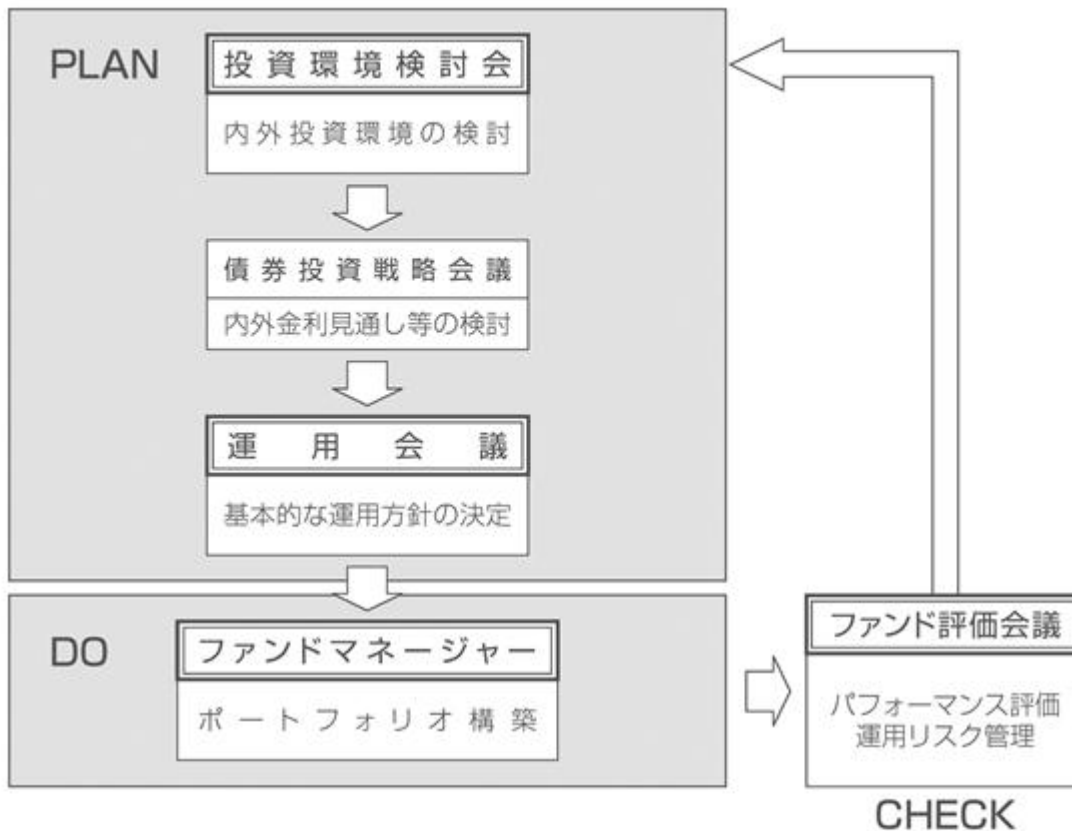 PLAN
投資環境検討会
内外投資環境の検討
債券投資戦略会議
内外金利見通し等の検討
運用会議
基本的な運用方針の決定
DO
ファンドマネージャー
ポートフォリオ構築
ファンド評価会議
パフォーマンス評価
運用リスク管理
CHECK